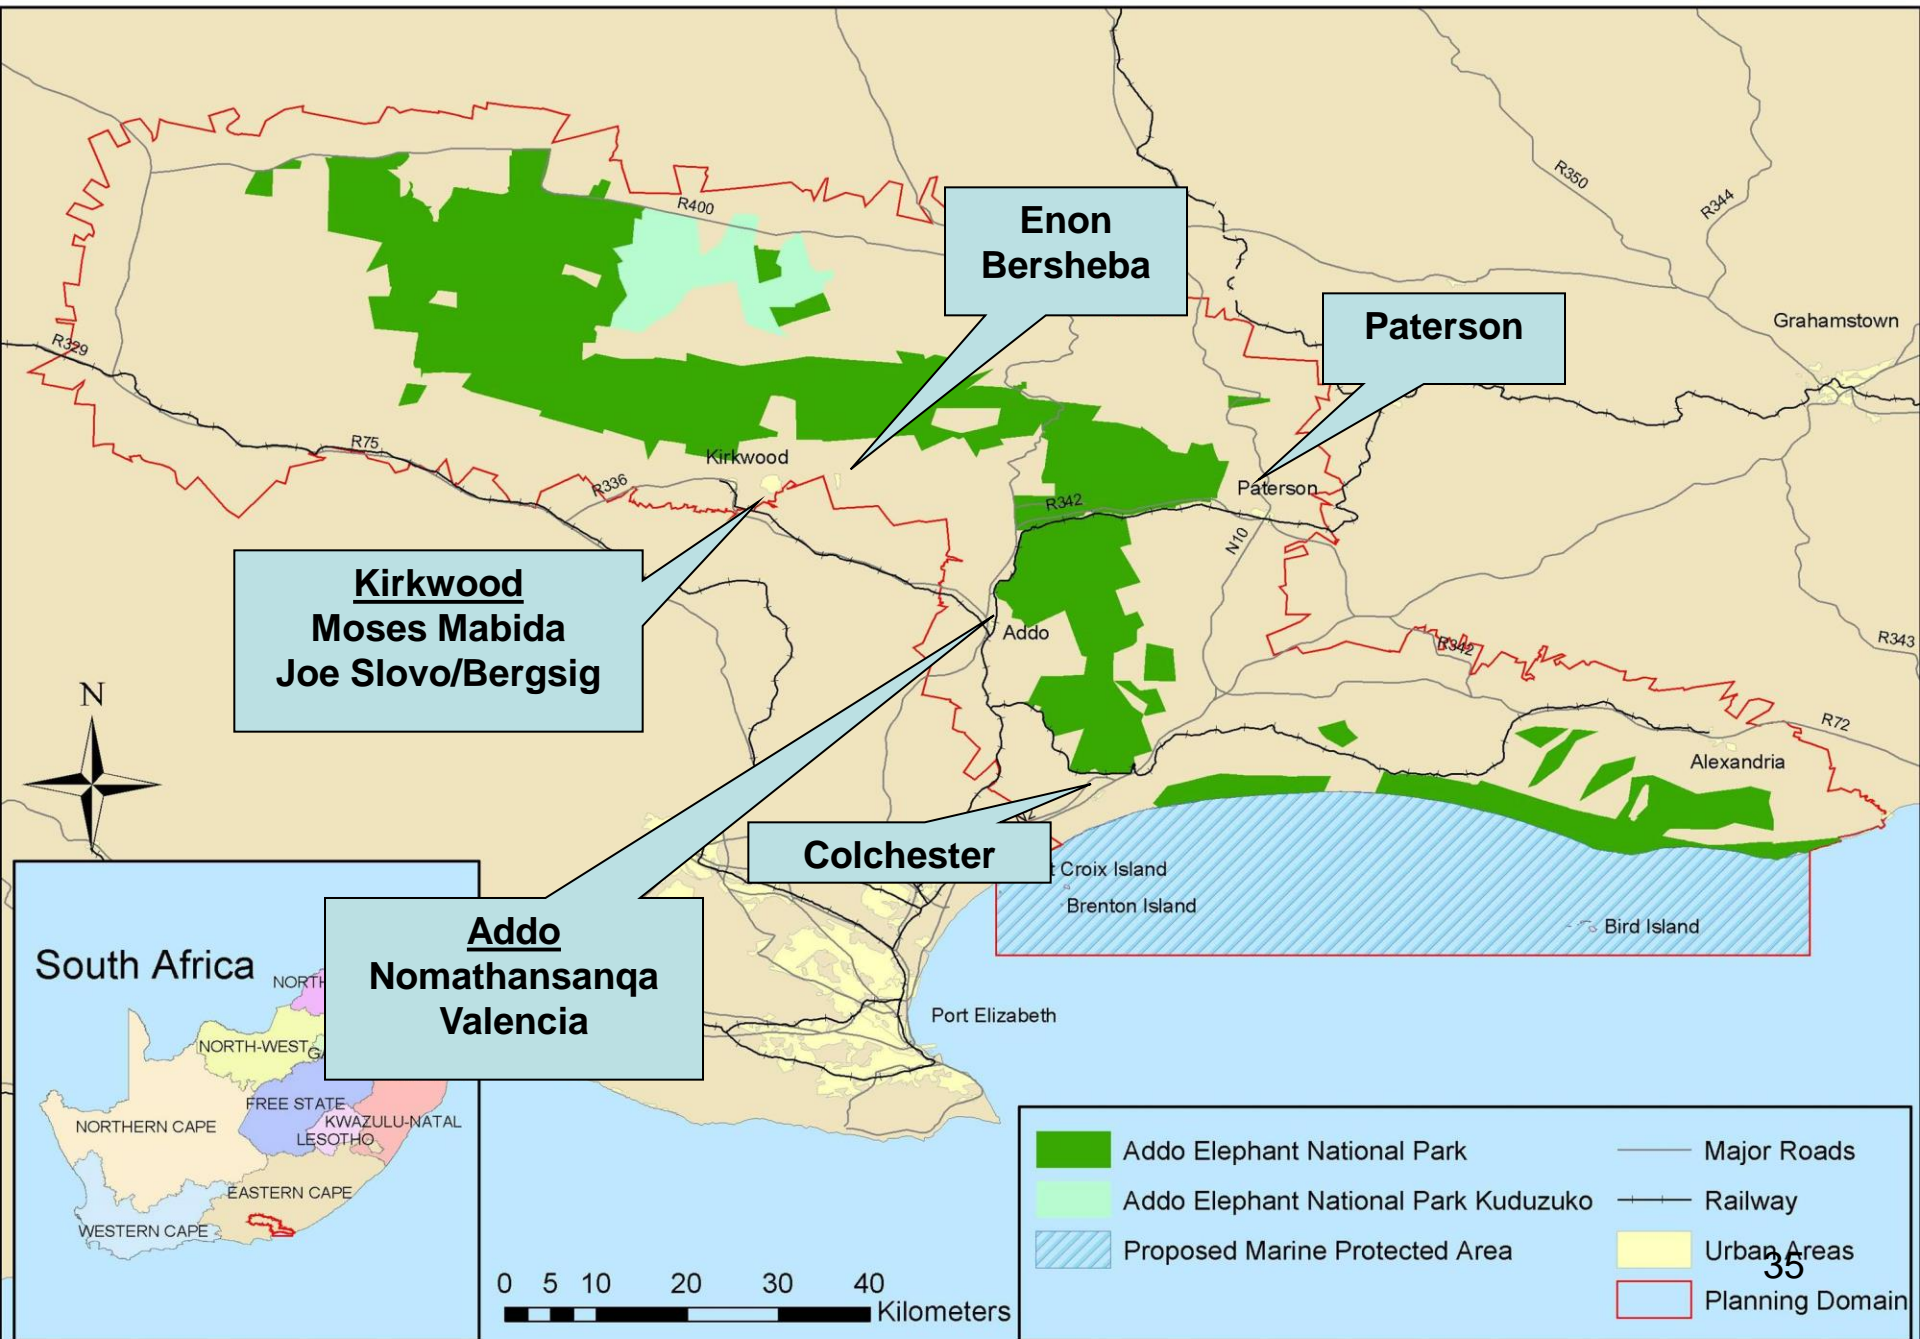 R350
R344
R400
Enon
Bersheba
Paterson
Grahamstown
R329
R75
Kirkwood
R336
R342
Paterson
N10
Kirkwood
Moses Mabida
Joe Slovo/Bergsig
Addo
R342
R343
N
R72
Alexandria
N2
Colchester
t Croix Island
Brenton Island
Bird Island
Addo
Nomathansanqa
Valencia
Port Elizabeth
South Africa
NORTH
NORTH-WEST
GA
FREE STATE
KWAZULU-NATAL
LESOTHO
NORTHERN CAPE
EASTERN CAPE
WESTERN CAPE
0 5 10 20 30 40
Kilometers
Addo Elephant National Park
Addo Elephant National Park Kuduzuko
Proposed Marine Protected Area
Major Roads
Railway
Urban Areas
35
Planning Domain